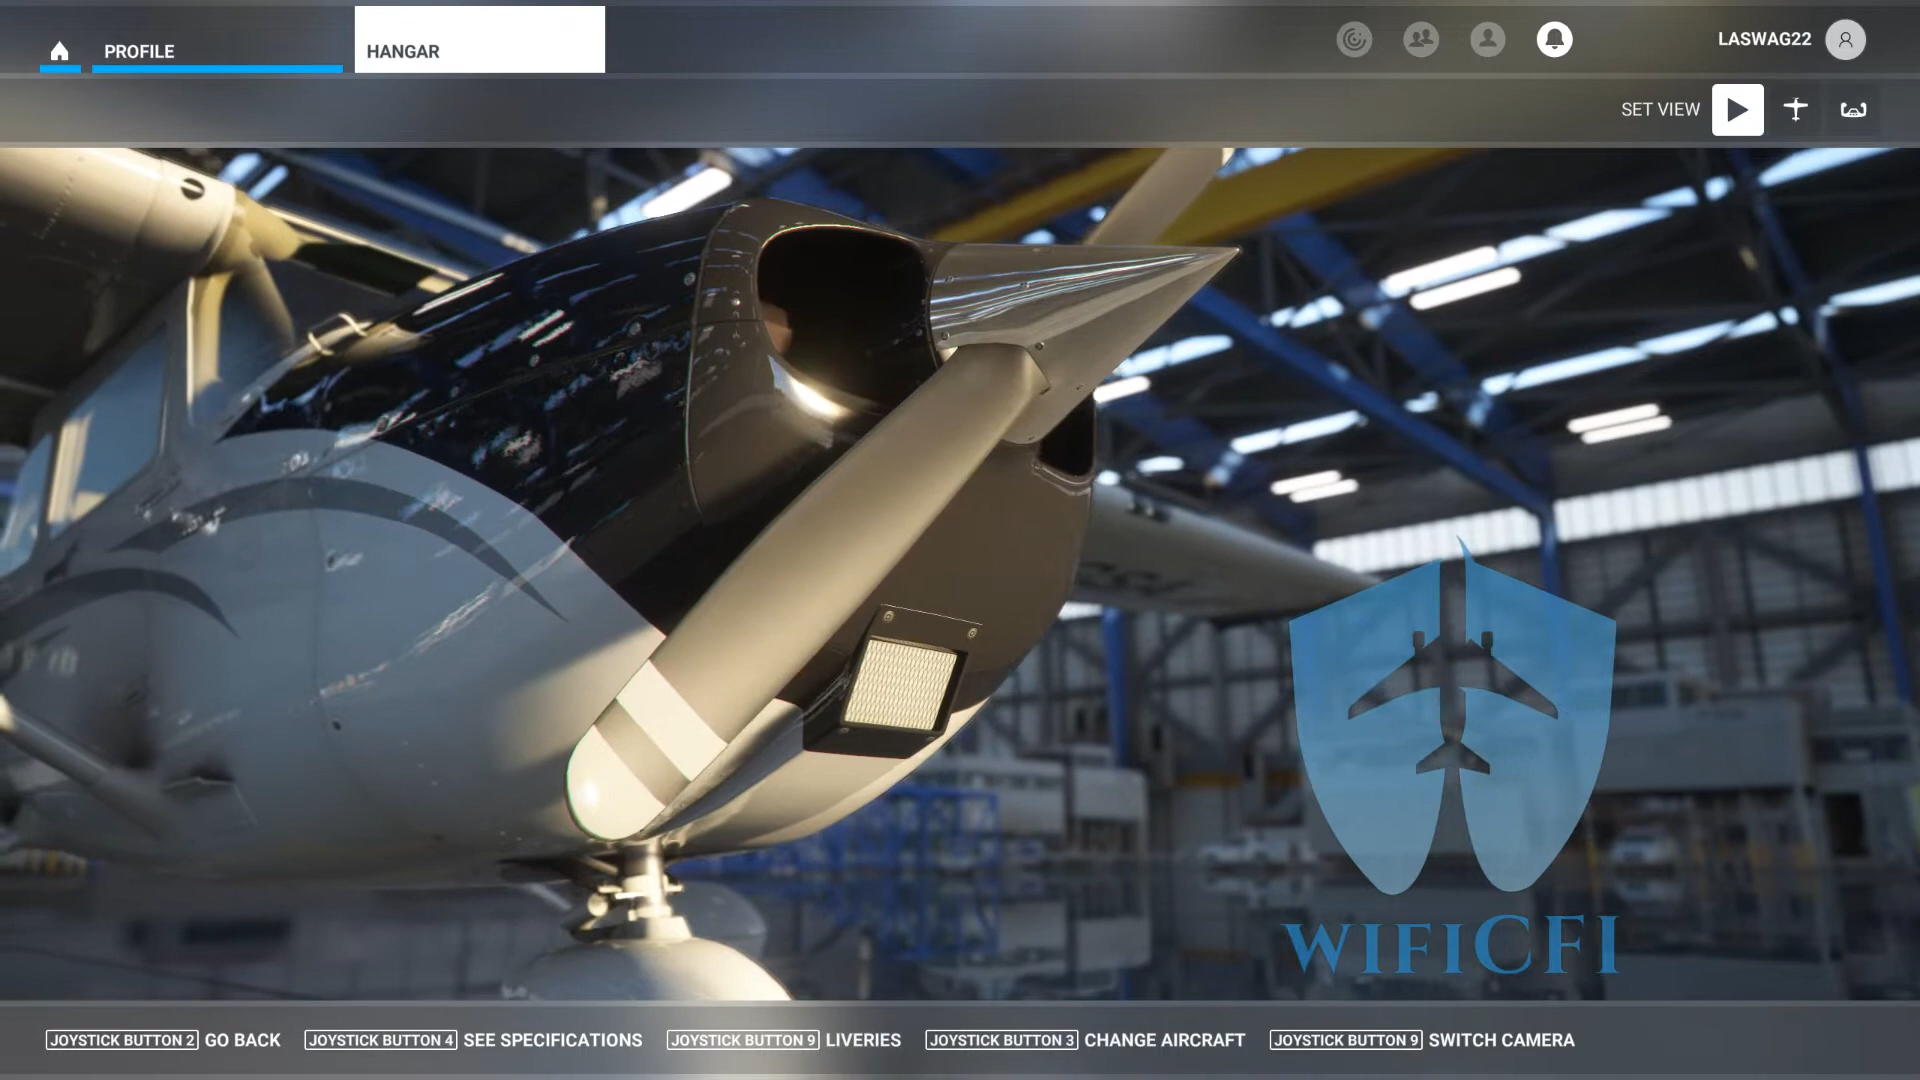 PROFILE
HANGAR
LASWAG22
SET VIEW
WIFICFI
JOYSTICK BUTTON 2 GO BACK
JOYSTICK BUTTON 4 SEE SPECIFICATIONS
JOYSTICK BUTTON 9 LIVERIES
JOYSTICK BUTTON 3 CHANGE AIRCRAFT
JOYSTICK BUTTON 9 SWITCH CAMERA